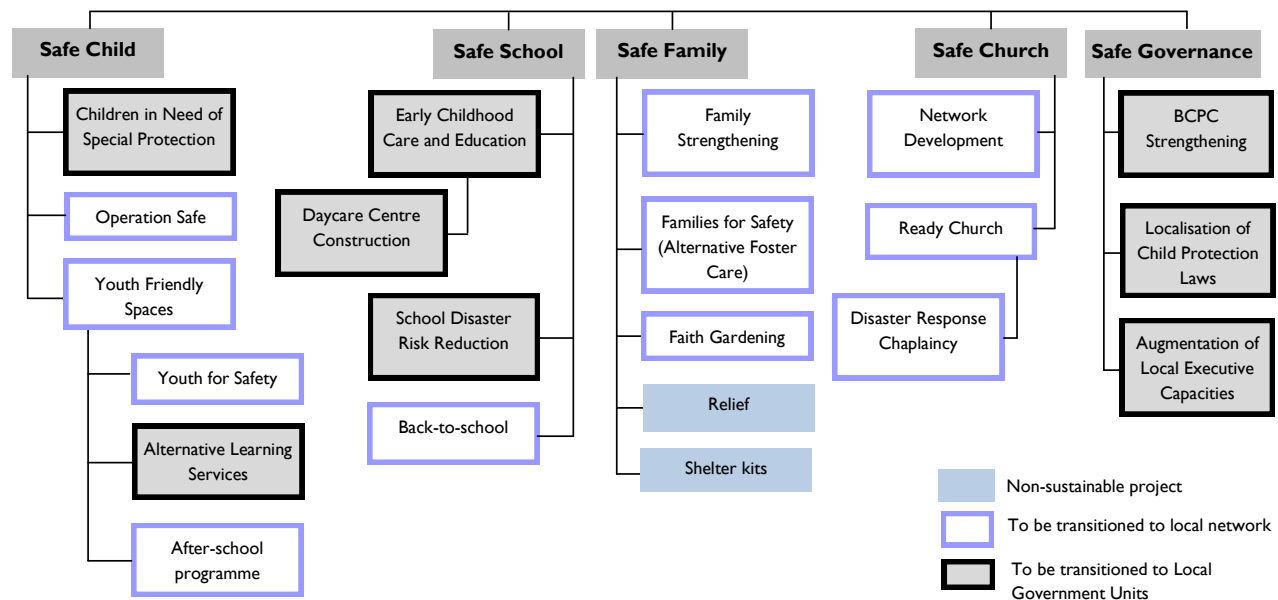 Safe Child
Safe School
Safe Family
Safe Church
Safe Governance
Children in Need of
Special Protection
Operation Safe
Youth Friendly
Spaces
Youth for Safety
Alternative Learning
Services
After-school
programme
Early Childhood
Care and Education
Daycare Centre
Construction
School Disaster
Risk Reduction
Back-to-school
Family
Strengthening
Families for Safety
(Alternative Foster
Care)
Faith Gardening
Relief
Shelter kits
Network
Development
Ready Church
Disaster Response
Chaplaincy
BCPC
Strengthening
Localisation of
Child Protection
Laws
Augmentation of
Local Executive
Capacities
Non-sustainable project
To be transitioned to local network
To be transitioned to Local
Government Units